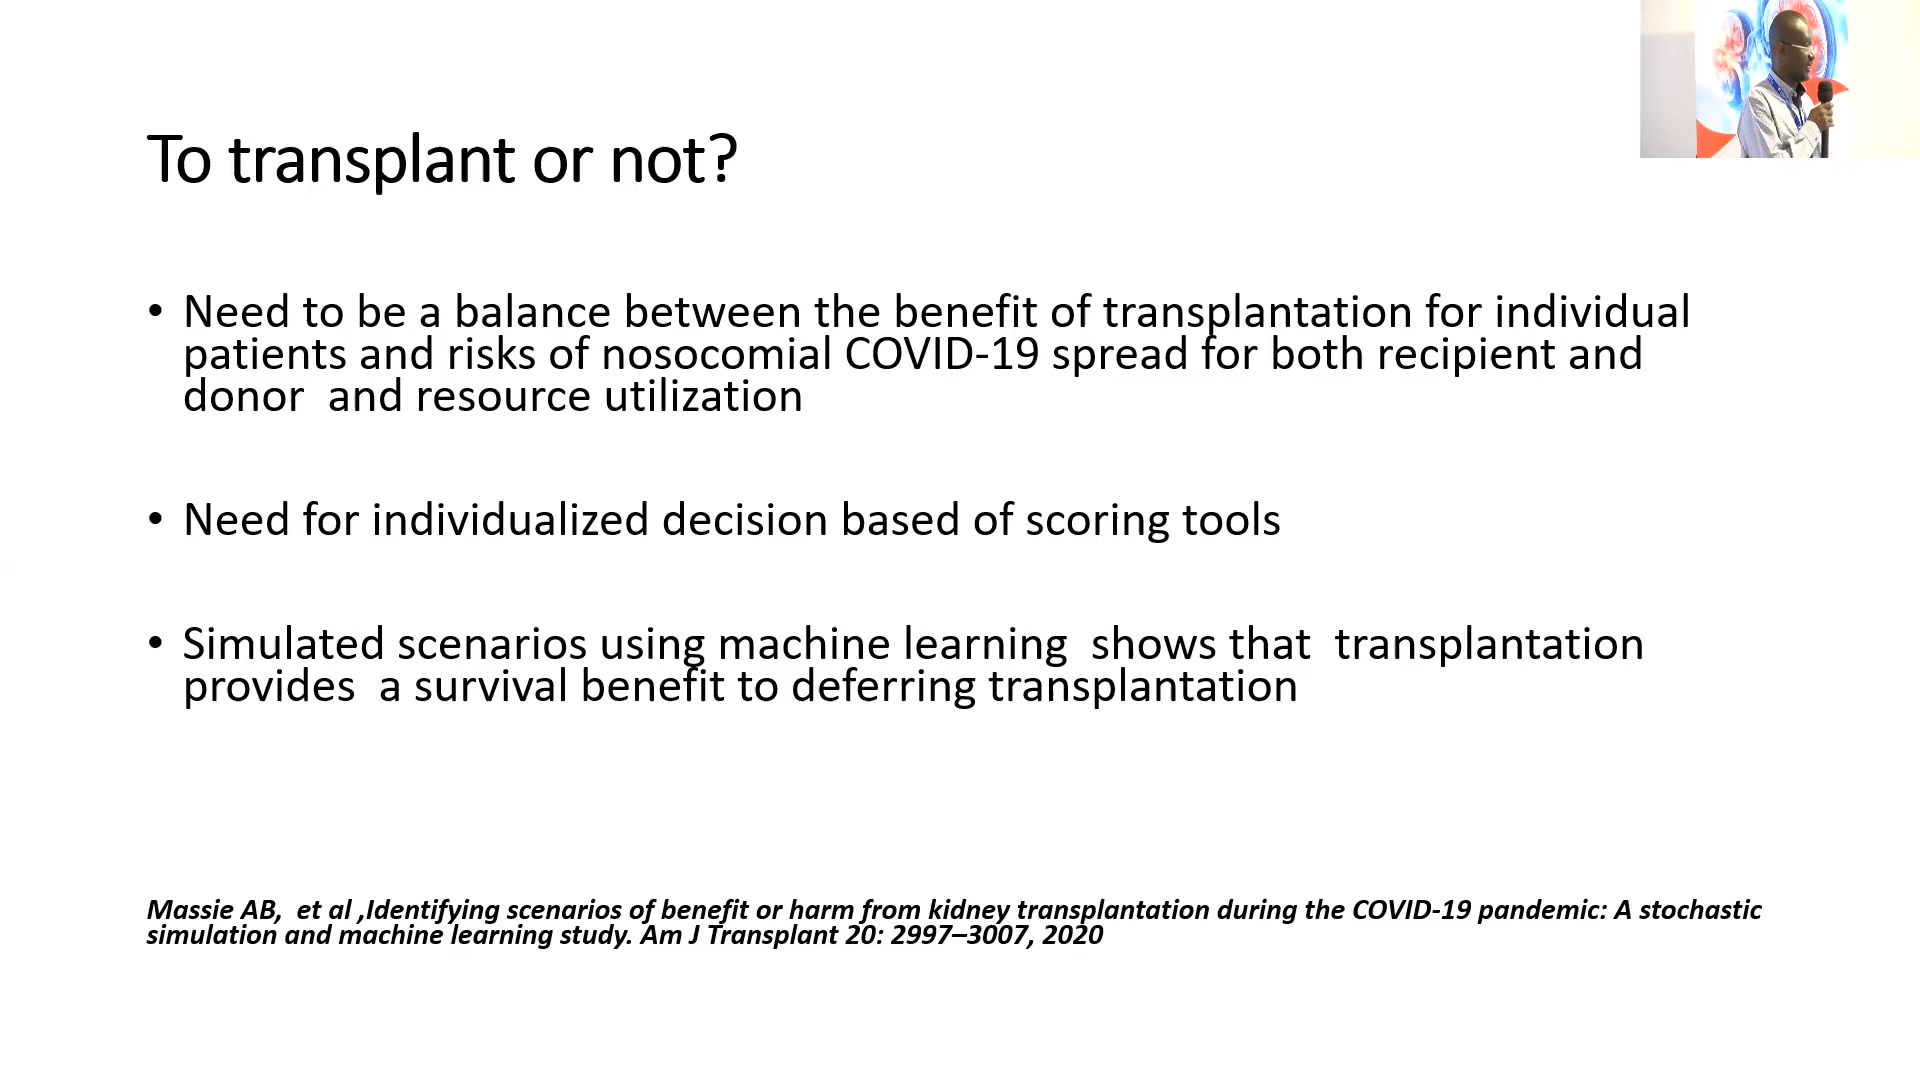 To transplant or not?
• Need to be a balance between the benefit of transplantation for individual
patients and risks of nosocomial COVID-19 spread for both recipient and
donor  and resource utilization
• Need for individualized decision based of scoring tools
• Simulated scenarios using machine learning  shows that  transplantation
provides  a survival benefit to deferring transplantation
Massie AB,  et al ,Identifying scenarios of benefit or harm from kidney transplantation during the COVID-19 pandemic: A stochastic
simulation and machine learning study. Am J Transplant 20: 2997–3007, 2020